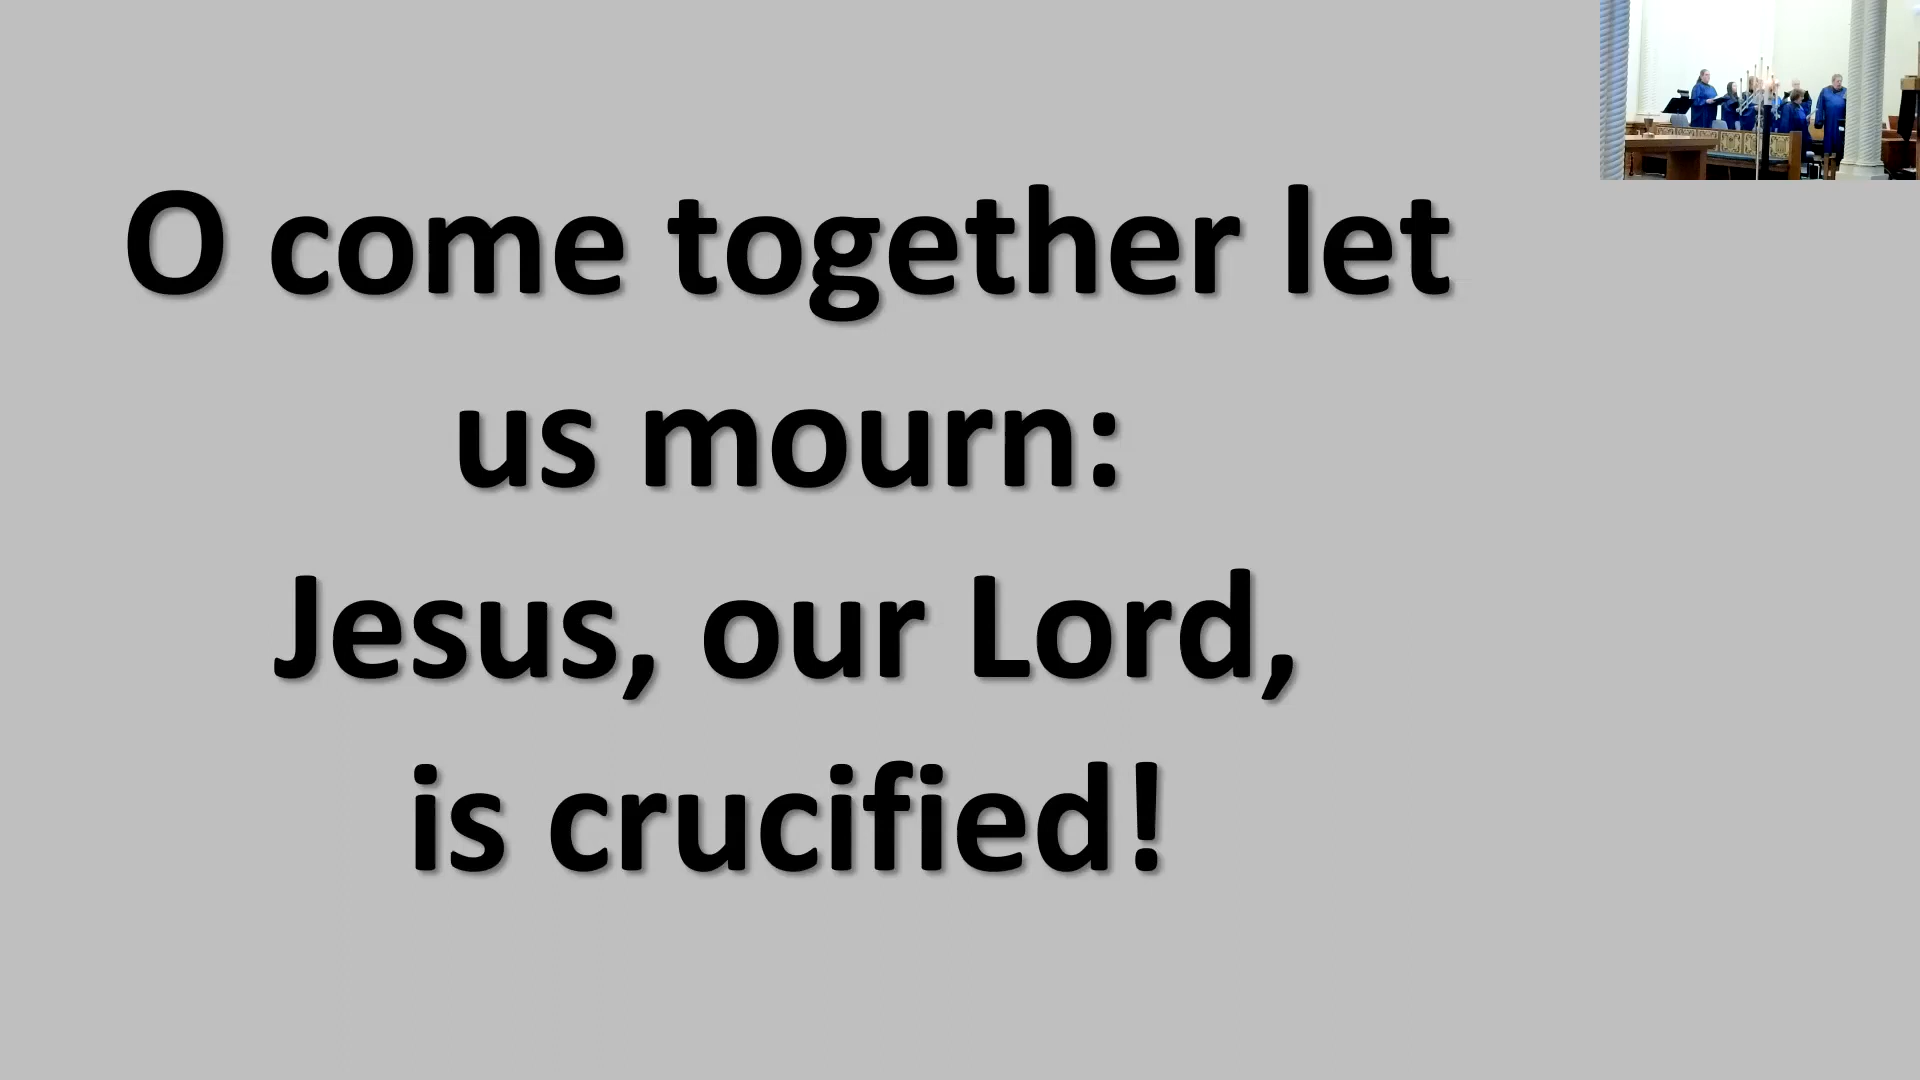 O come together let
us mourn:
Jesus, our Lord,
is crucified!